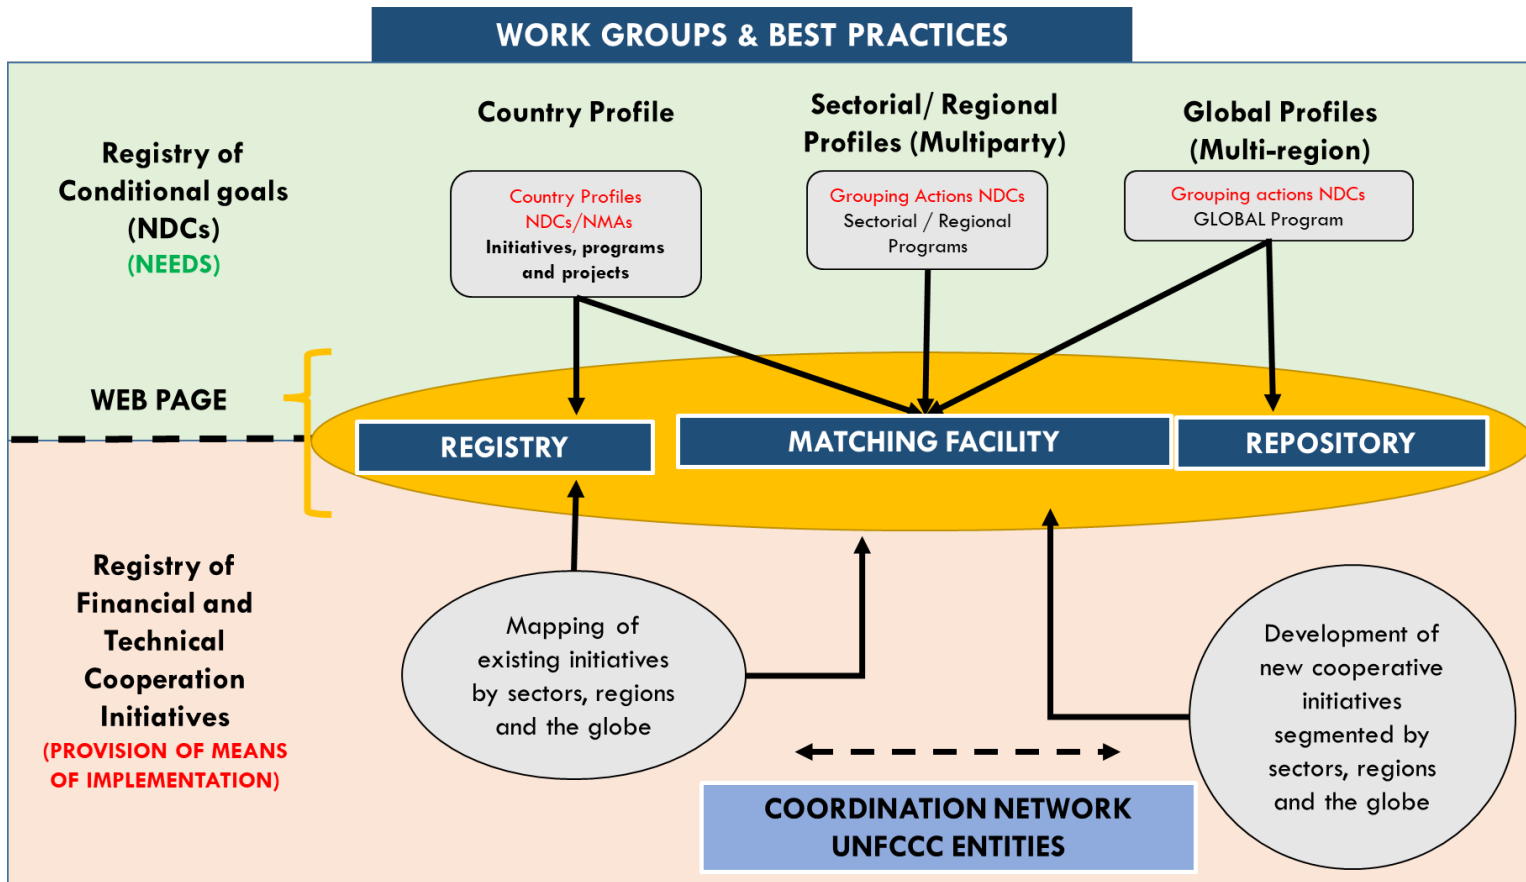 WORK GROUPS & BEST PRACTICES
Registry of
Conditional goals
(NDCs)
(NEEDS)
Country Profile
Country Profiles
NDCs/NMAs
Initiatives, programs
and projects
Sectorial/ Regional
Profiles (Multiparty)
Grouping Actions NDCs
Sectorial / Regional
Programs
Global Profiles
(Multi-region)
Grouping actions NDCs
GLOBAL Program
WEB PAGE
REGISTRY
MATCHING FACILITY
REPOSITORY
Registry of
Financial and
Technical
Cooperation
Initiatives
(PROVISION OF MEANS
OF IMPLEMENTATION)
Mapping of
existing initiatives
by sectors, regions
and the globe
Development of
new cooperative
initiatives
segmented by
sectors, regions
and the globe
COORDINATION NETWORK
UNFCCC ENTITIES